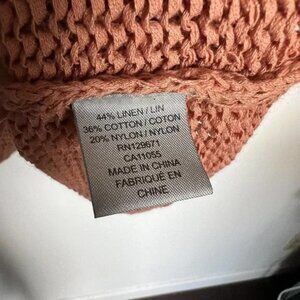 44% LINEN / LIN
36% COTTON / COTON
20% NYLON / NYLON
RN129671
CA11055
MADE IN CHINA
FABRIQUÉ EN
CHINE